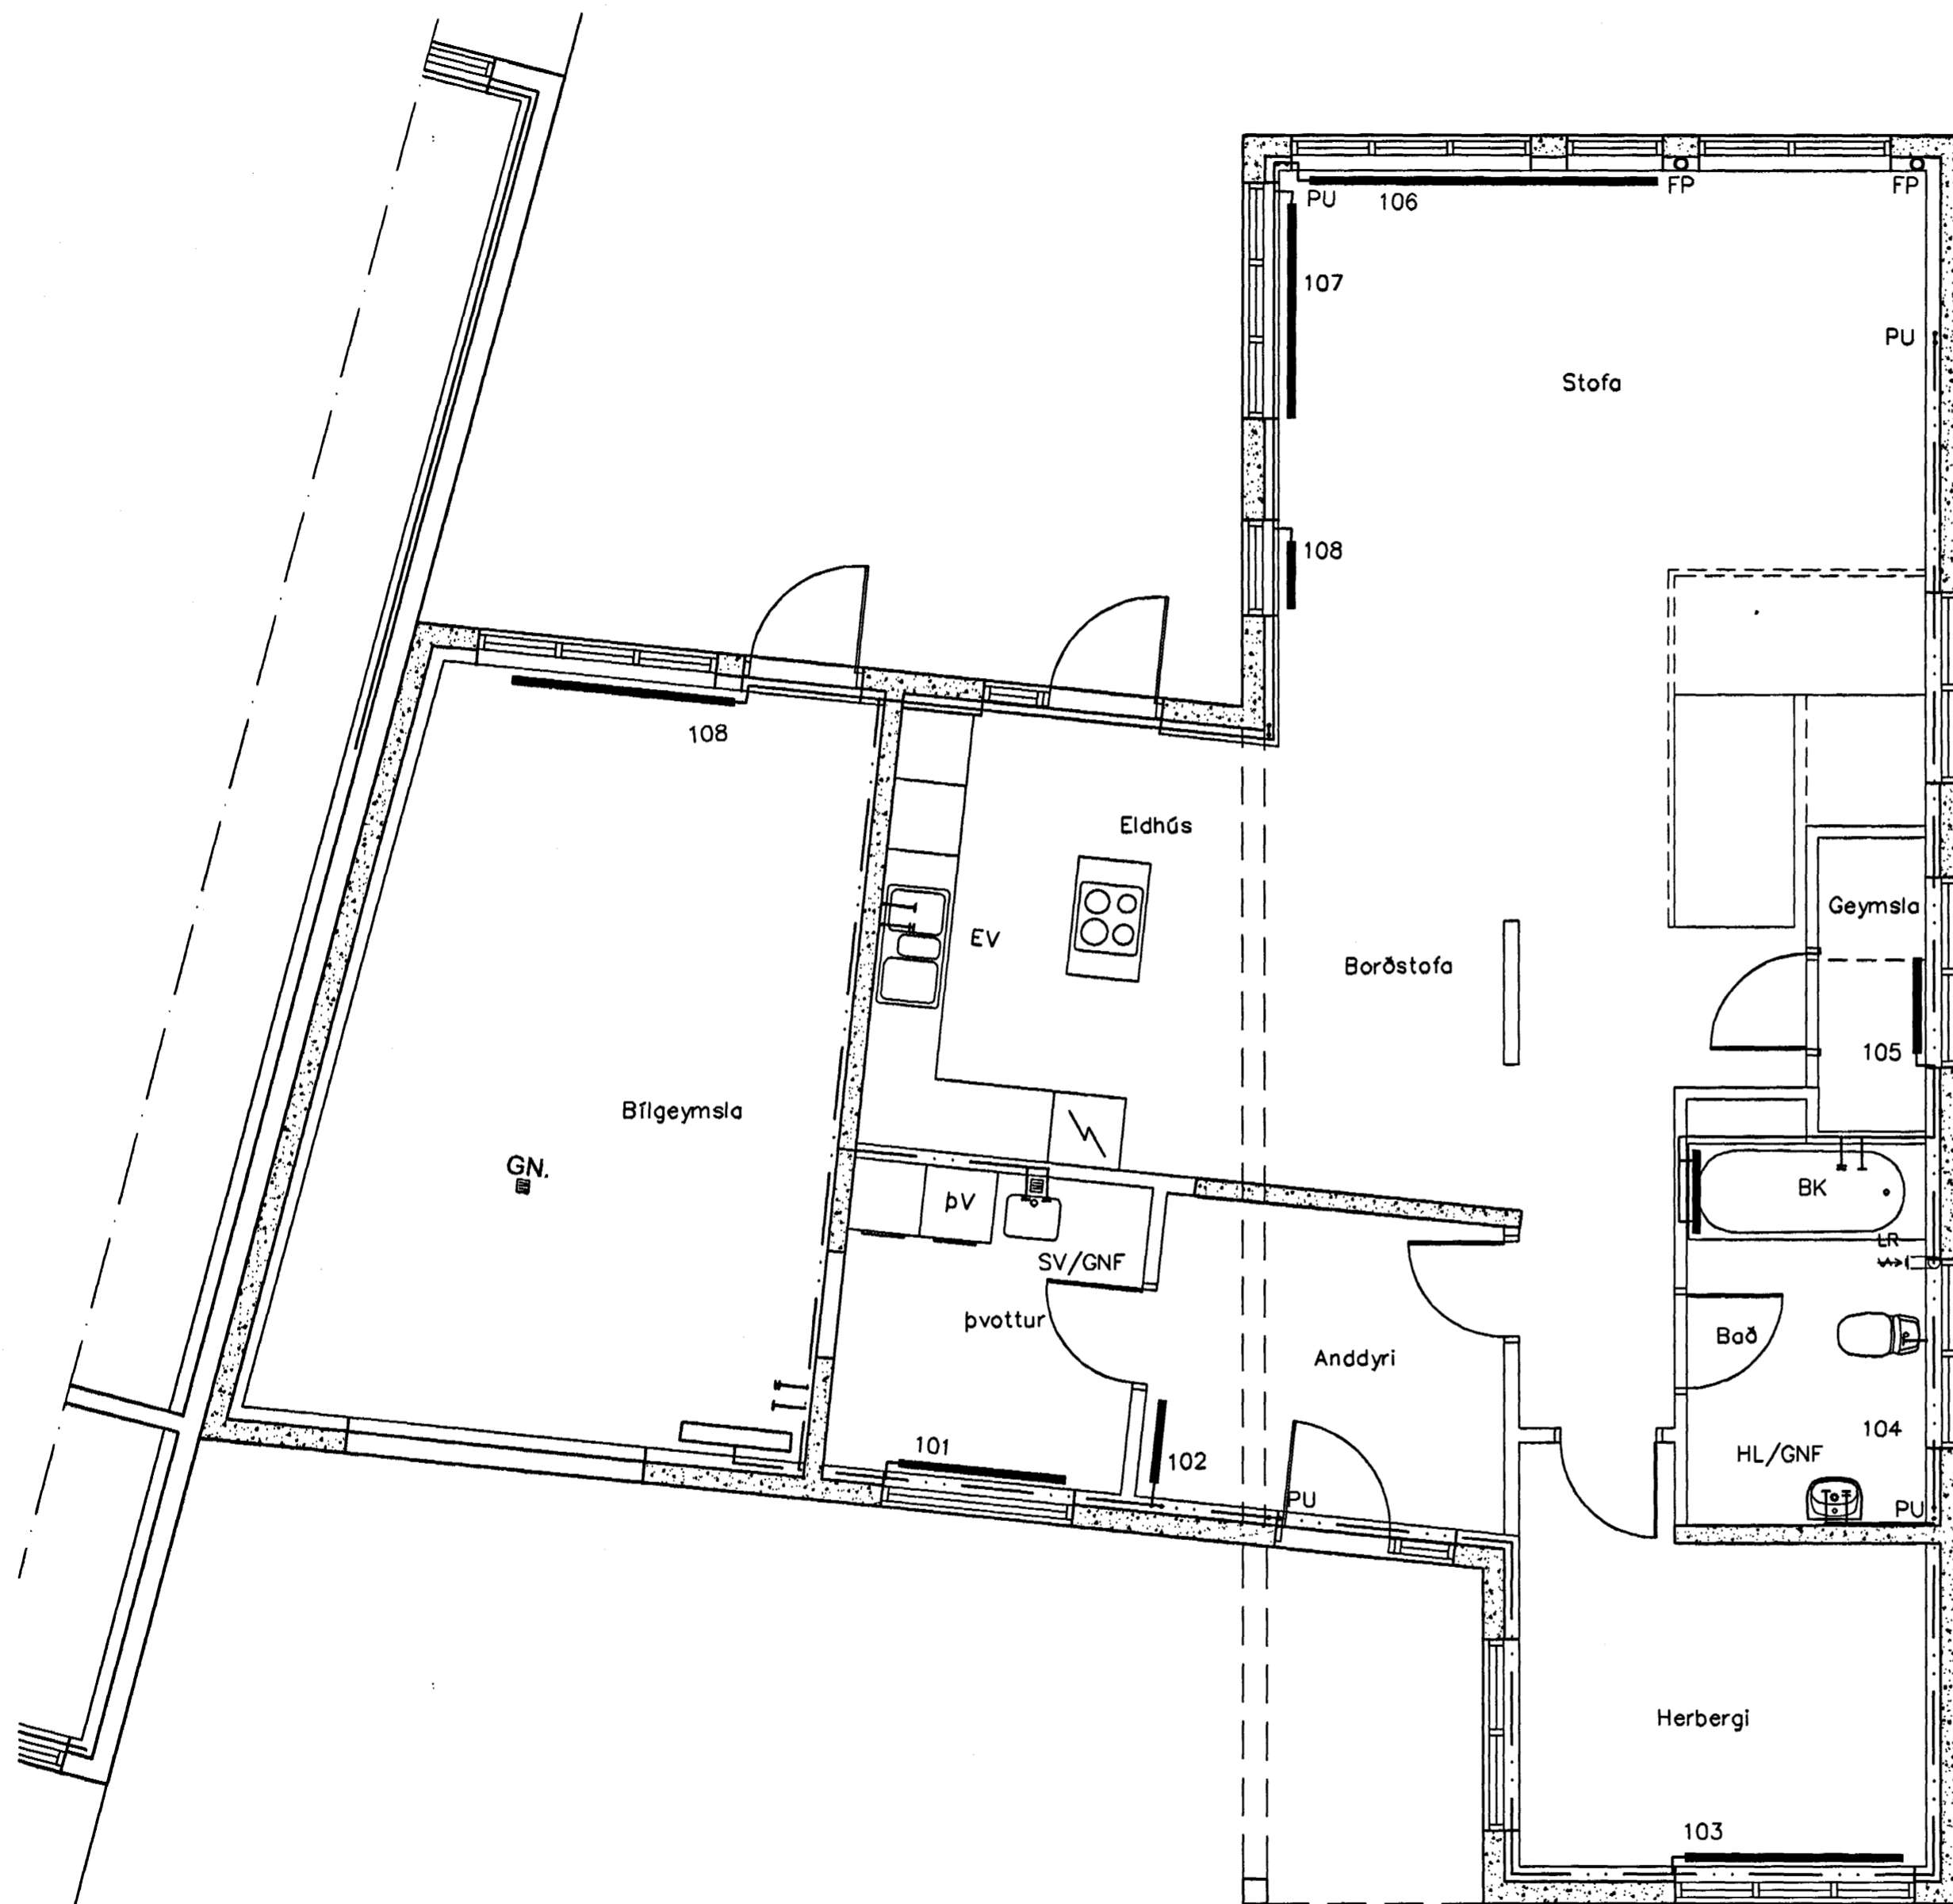 PU
106
FP
FP
107
PU
Stofa
108
108
Eldhús
Geymsla
EV
Borðstofa
105
Bílgeymsla
GN.
þV
BK
LR
SV/GNF
þvottur
Bað
Anddyri
104
101
102
HL/GNF
PU
PU
Herbergi
103